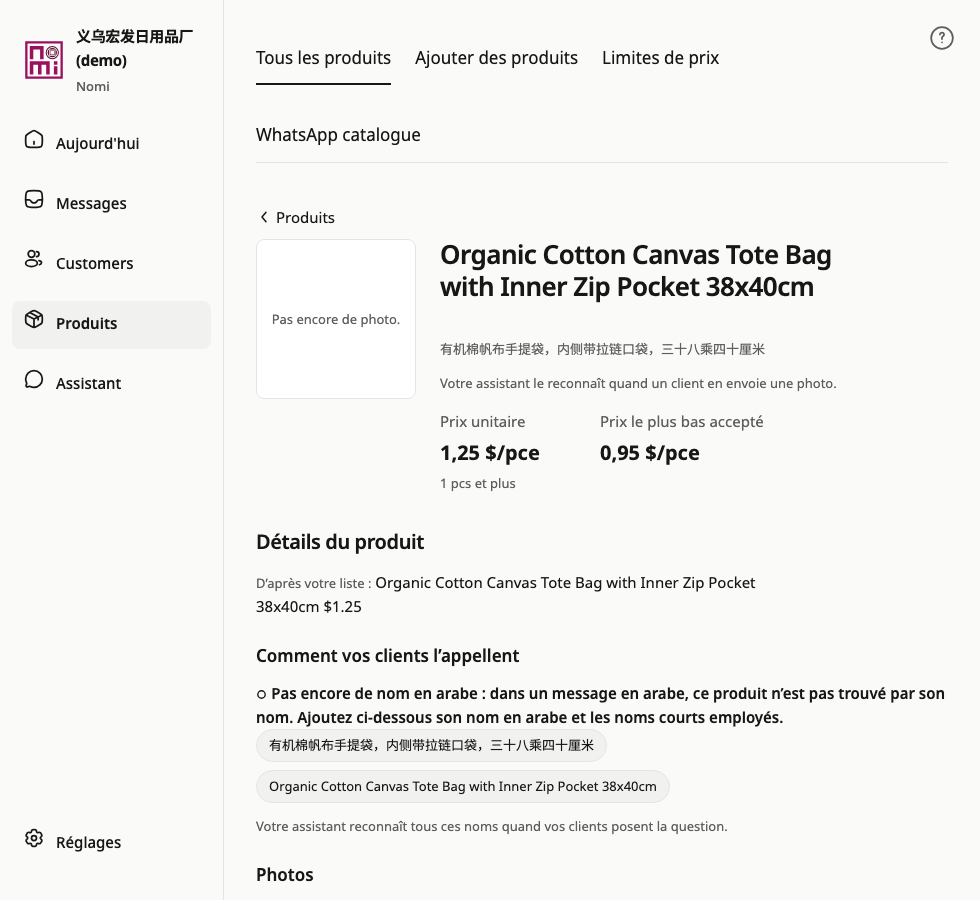 义乌宏发日用品厂
(demo)
Nomi
Aujourd'hui
Messages
Customers
Produits
Assistant
Réglages
Tous les produits
Ajouter des produits
Limites de prix
WhatsApp catalogue
Produits
Pas encore de photo.
Organic Cotton Canvas Tote Bag
with Inner Zip Pocket 38x40cm
有机棉帆布手提袋，内侧带拉链口袋，三十八乘四十厘米
Votre assistant le reconnaît quand un client en envoie une photo.
Prix unitaire
1,25 $/pce
1 pcs et plus
Prix le plus bas accepté
0,95 $/pce
Détails du produit
D’après votre liste : Organic Cotton Canvas Tote Bag with Inner Zip Pocket
38x40cm $1.25
Comment vos clients l’appellent
Pas encore de nom en arabe : dans un message en arabe, ce produit n’est pas trouvé par son
nom. Ajoutez ci-dessous son nom en arabe et les noms courts employés.
有机棉帆布手提袋，内侧带拉链口袋，三十八乘四十厘米
Organic Cotton Canvas Tote Bag with Inner Zip Pocket 38x40cm
Votre assistant reconnaît tous ces noms quand vos clients posent la question.
Photos